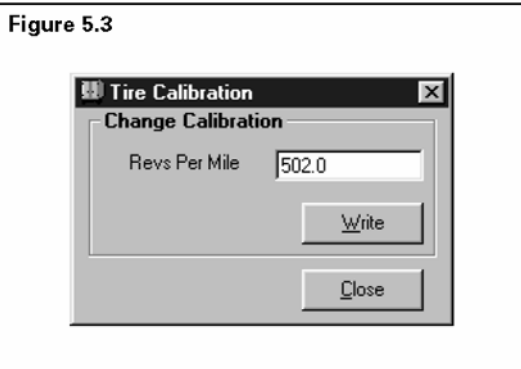 Figure 5.3
Tire Calibration
Change Calibration
Revs Per Mile 502.0
Write
Close